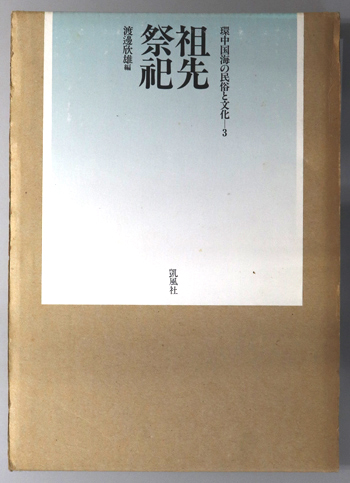 環中国海の民俗と文化―3
祖先
祭祀
渡邊欣雄 編
凱風社